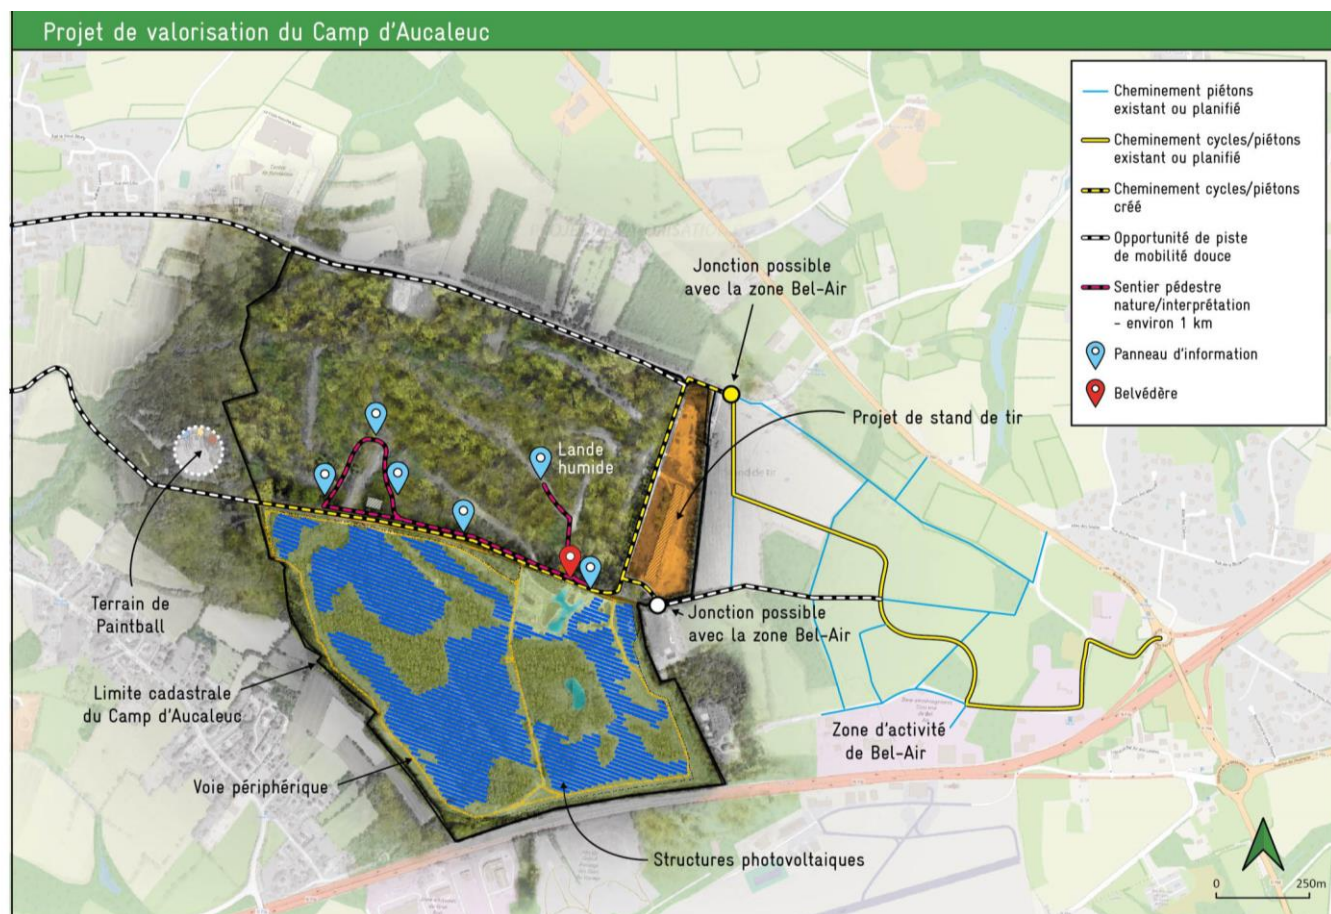 Projet de valorisation du Camp d'Aucaleuc
Cheminement piétons
existant ou planifié
Cheminement cycles/piétons
existant ou planifié
Cheminement cycles/piétons
créé
Opportunité de piste
de mobilité douce
Sentier pédestre
nature/interprétation
- environ 1 km
Panneau d'information
Belvédère
Jonction possible
avec la zone Bel-Air
Projet de stand de tir
Lande
humide
Terrain de
Paintball
Jonction possible
avec la zone Bel-Air
Limite cadastrale
du Camp d'Aucaleuc
Zone d'activité
de Bel-Air
Voie périphérique
Structures photovoltaiques
0
250m